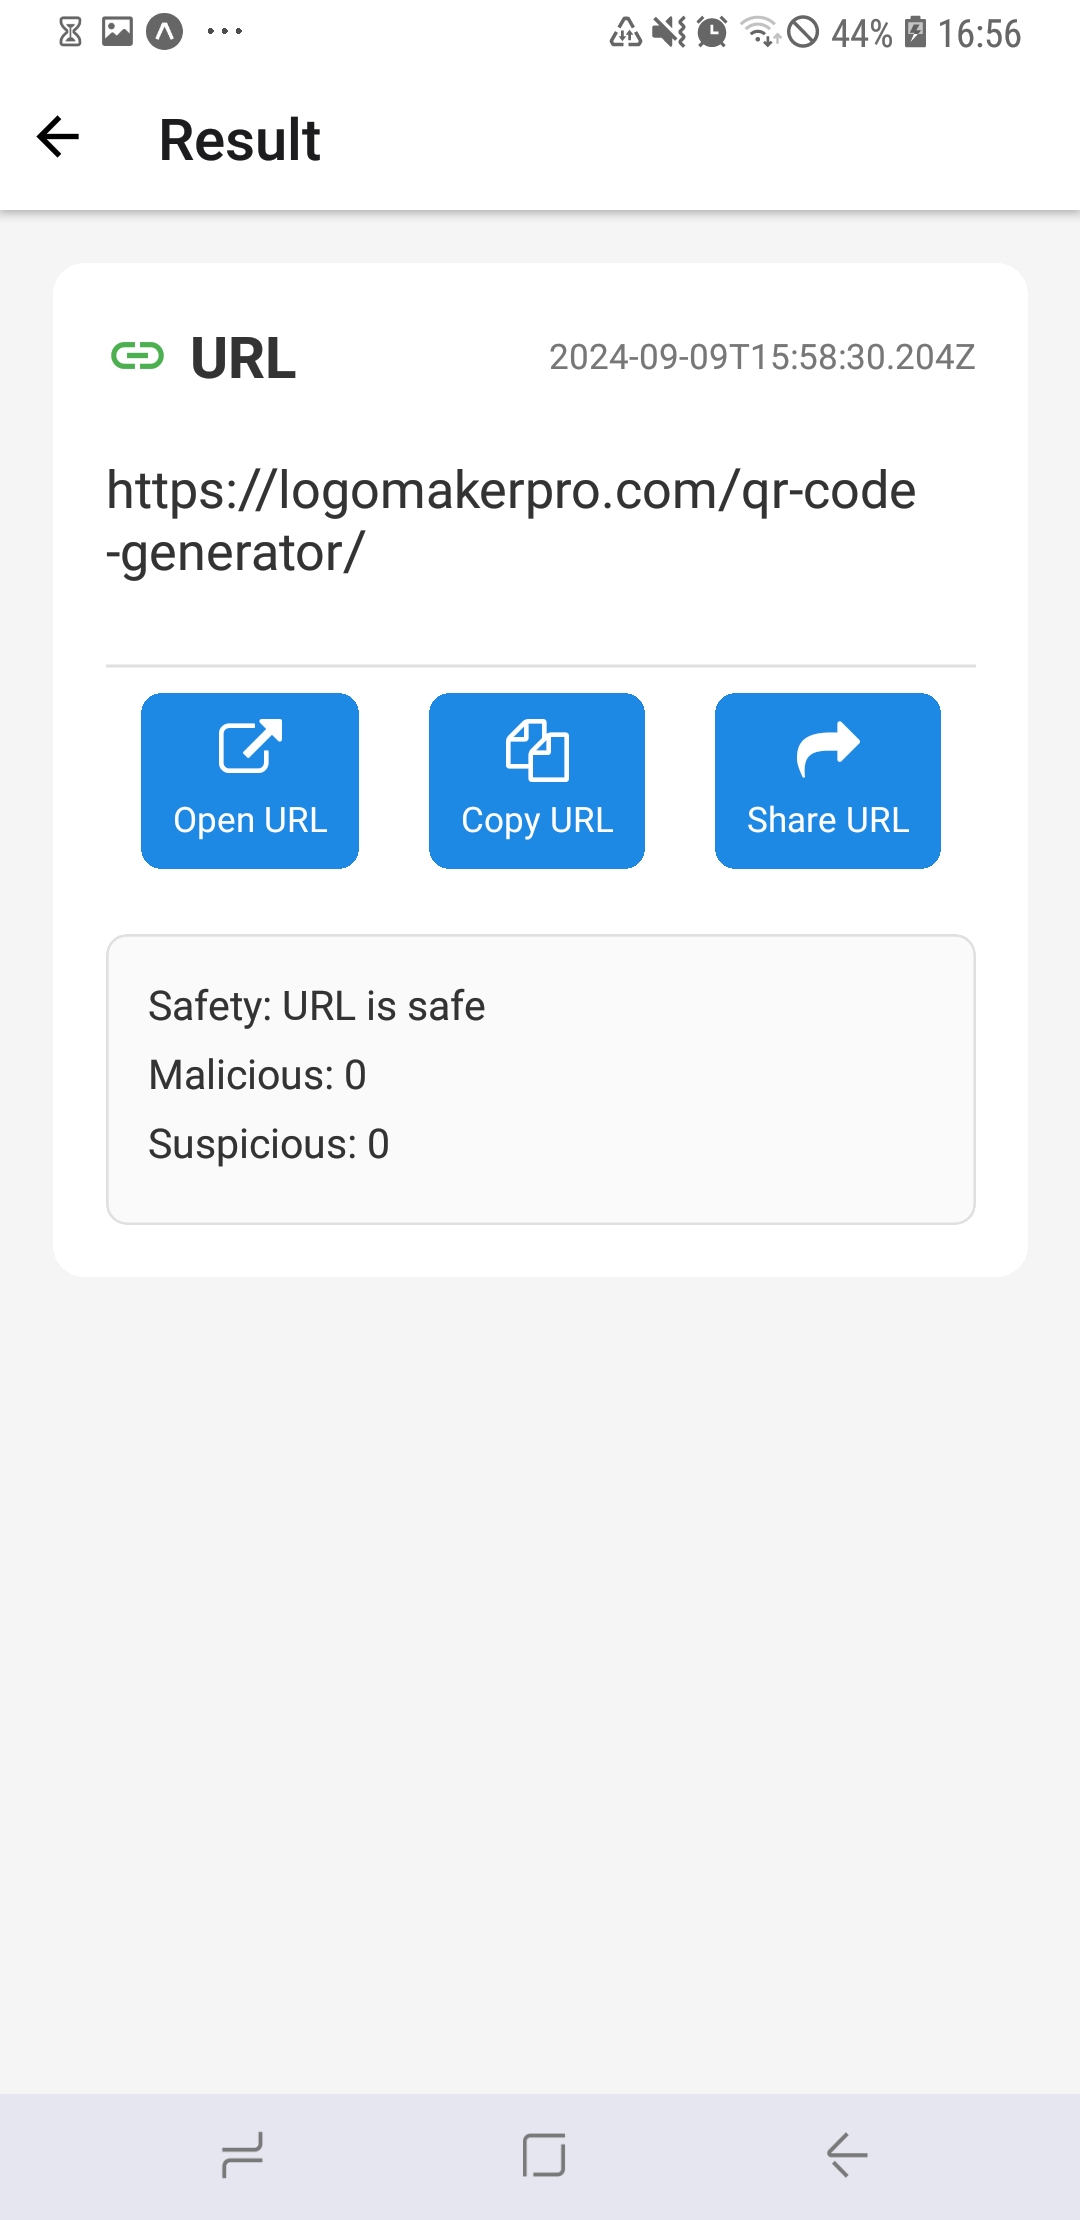 44% 16:56
Result
URL 2024-09-09T15:58:30.204Z
https://logomakerpro.com/qr-code
-generator/
Open URL Copy URL Share URL
Safety: URL is safe
Malicious: 0
Suspicious: 0